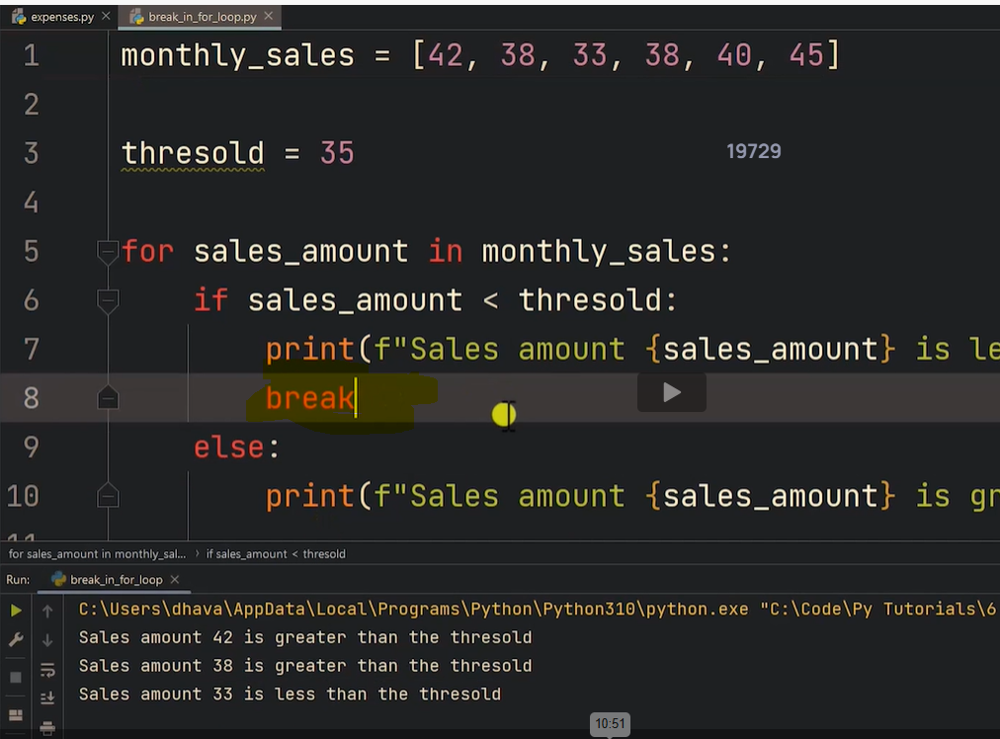 expenses.py break_in_for_loop.py
1 monthly_sales = [42, 38, 33, 38, 40, 45]
2
3 thresold = 35
19729
4
5 for sales_amount in monthly_sales:
6 if sales_amount < thresold:
7 print(f"Sales amount {sales_amount} is le
8 break
9 else:
10 print(f"Sales amount {sales_amount} is gr
11
for sales_amount in monthly_sal... › if sales_amount < thresold
Run: break_in_for_loop
C:\Users\dhava\AppData\Local\Programs\Python\Python310\python.exe "C:\Code\Py Tutorials\6
Sales amount 42 is greater than the thresold
Sales amount 38 is greater than the thresold
Sales amount 33 is less than the thresold
10:51